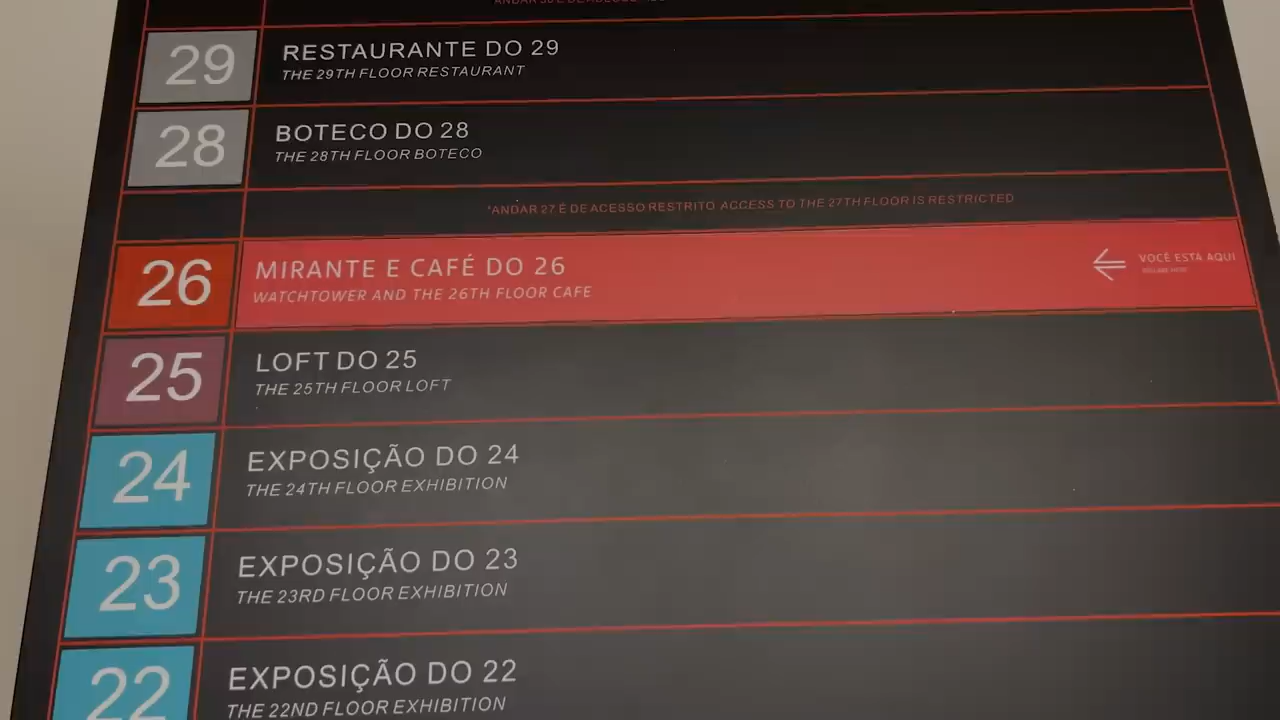 29
RESTAURANTE DO 29
THE 29TH FLOOR RESTAURANT
28
BOTECO DO 28
THE 28TH FLOOR BOTECO
*ANDAR 27 É DE ACESSO RESTRITO ACCESS TO THE 27TH FLOOR IS RESTRICTED
26
MIRANTE E CAFÉ DO 26
WATCHTOWER AND THE 26TH FLOOR CAFE
VOCÊ ESTÁ AQUI
25
LOFT DO 25
THE 25TH FLOOR LOFT
24
EXPOSIÇÃO DO 24
THE 24TH FLOOR EXHIBITION
23
EXPOSIÇÃO DO 23
THE 23RD FLOOR EXHIBITION
22
EXPOSIÇÃO DO 22
THE 22ND FLOOR EXHIBITION